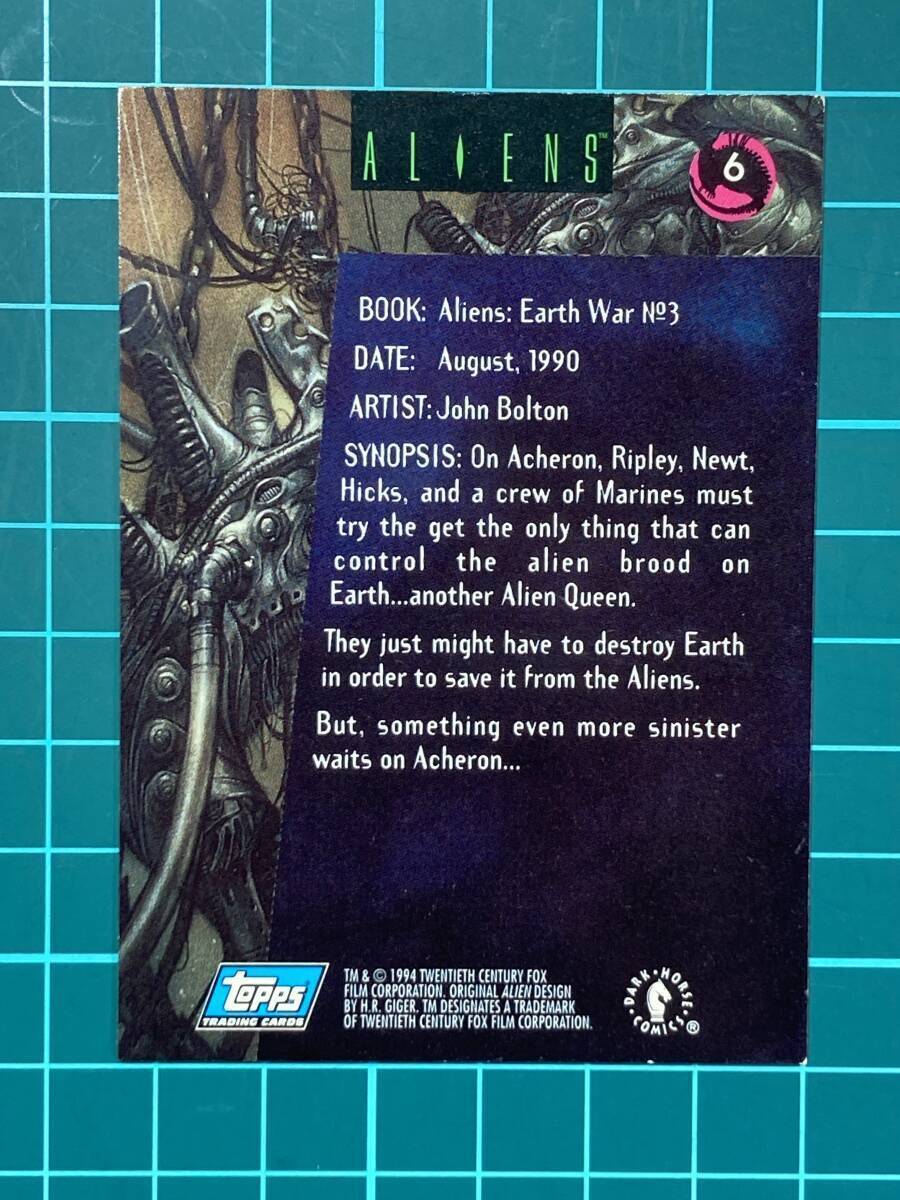 ALIENS™
6
BOOK: Aliens: Earth War Nº3
DATE: August, 1990
ARTIST: John Bolton
SYNOPSIS: On Acheron, Ripley, Newt,
Hicks, and a crew of Marines must
try the get the only thing that can
control the alien brood on
Earth...another Alien Queen.
They just might have to destroy Earth
in order to save it from the Aliens.
But, something even more sinister
waits on Acheron...
TOPPS
TRADING CARDS
TM & © 1994 TWENTIETH CENTURY FOX
FILM CORPORATION. ORIGINAL ALIEN DESIGN
BY H.R. GIGER. TM DESIGNATES A TRADEMARK
OF TWENTIETH CENTURY FOX FILM CORPORATION.
DARK HORSE
COMICS®